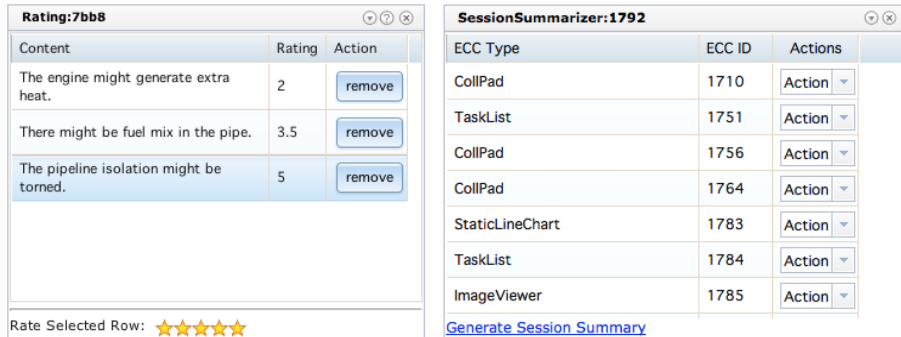 Rating:7bb8
Content Rating Action
The engine might generate extra
heat.
2 remove
There might be fuel mix in the pipe. 3.5 remove
The pipeline isolation might be
torned.
5 remove
Rate Selected Row:
SessionSummarizer:1792
ECC Type ECC ID Actions
CollPad 1710 Action
TaskList 1751 Action
CollPad 1756 Action
CollPad 1764 Action
StaticLineChart 1783 Action
TaskList 1784 Action
ImageViewer 1785 Action
Generate Session Summary